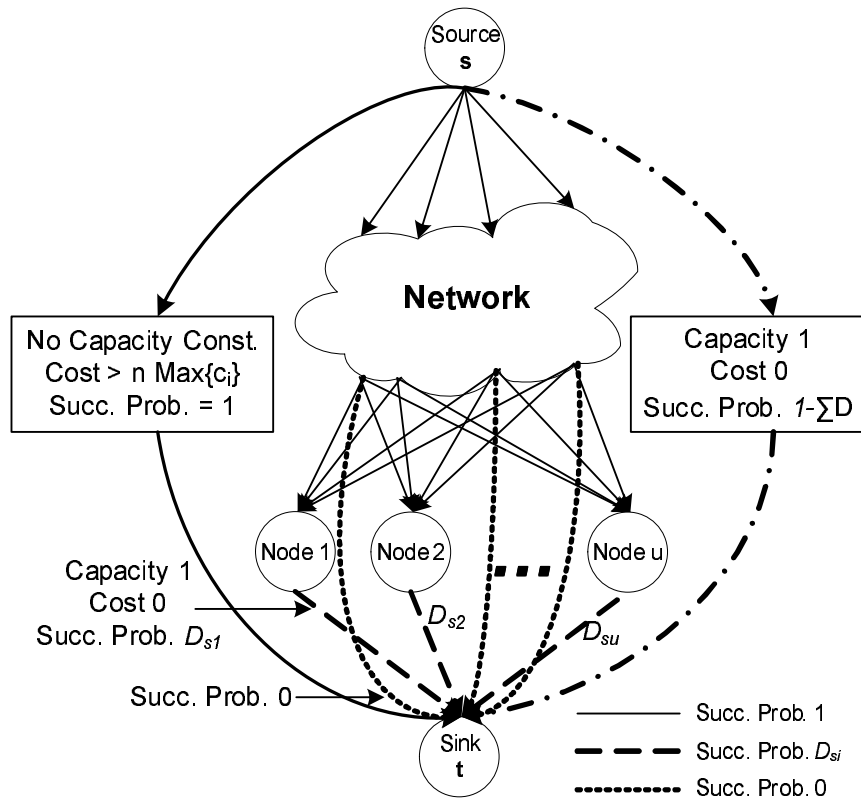 Source
s
Network
No Capacity Const.
Cost > n Max{cᵢ}
Succ. Prob. = 1
Capacity 1
Cost 0
Succ. Prob. 1-∑D
Node 1
Node 2
Node u
Capacity 1
Cost 0
Succ. Prob. Dₛ₁
Dₛ₂
Dₛᵤ
Succ. Prob. 0
Sink
t
Succ. Prob. 1
Succ. Prob. Dₛᵢ
Succ. Prob. 0